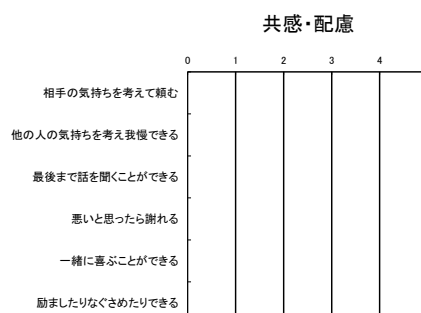 共感・配慮
0 1 2 3 4
相手の気持ちを考えて頼む
他の人の気持ちを考え我慢できる
最後まで話を聞くことができる
悪いと思ったら謝れる
一緒に喜ぶことができる
励ましたりなぐさめたりできる